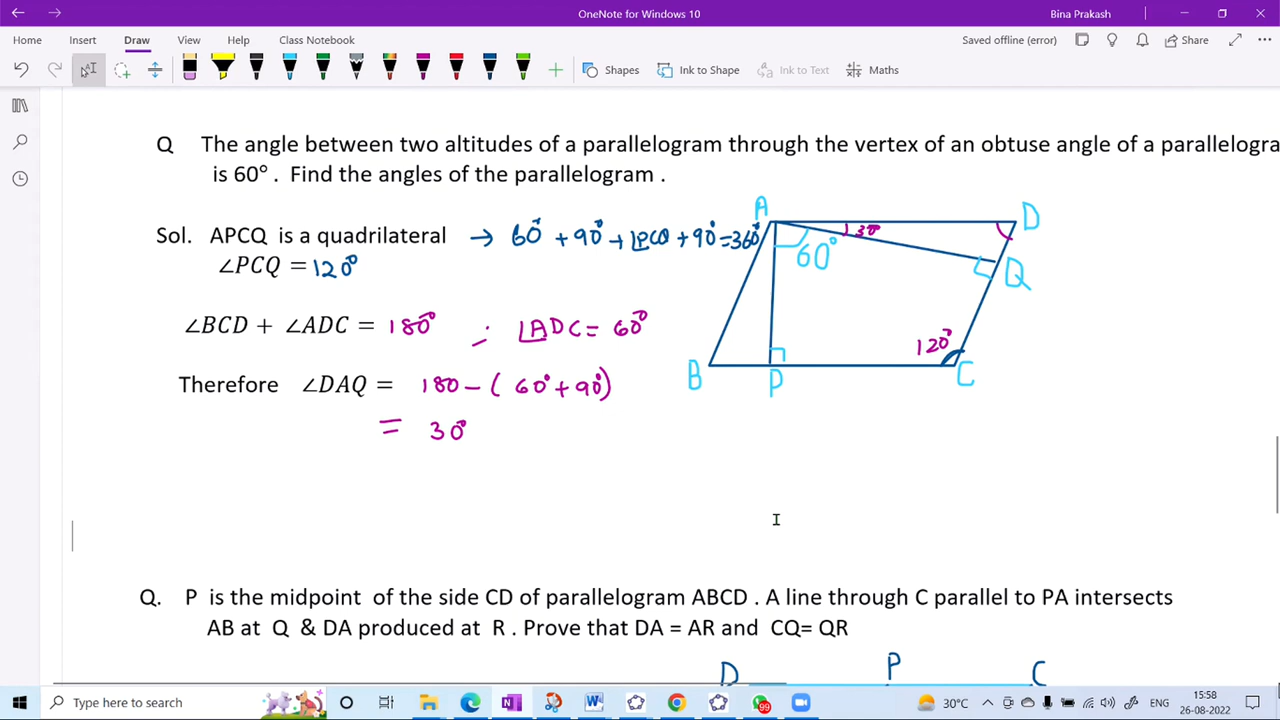 OneNote for Windows 10
Bina Prakash
Home Insert Draw View Help Class Notebook
Saved offline (error)
Share
Shapes
Ink to Shape
Ink to Text
Maths
Q The angle between two altitudes of a parallelogram through the vertex of an obtuse angle of a parallelogra
is 60° . Find the angles of the parallelogram .
Sol. APCQ is a quadrilateral → 60° + 90° + ∠PCQ + 90° = 360°
∠PCQ = 120°
∠BCD + ∠ADC = 180° ∴ ∠ADC = 60°
Therefore ∠DAQ = 180 - ( 60° + 90° )
= 30°
A
D
30°
60°
Q
120°
B
P
C
Q. P is the midpoint of the side CD of parallelogram ABCD . A line through C parallel to PA intersects
AB at Q & DA produced at R . Prove that DA = AR and CQ= QR
D P C
Type here to search
99
30°C
ENG
15:58
26-08-2022